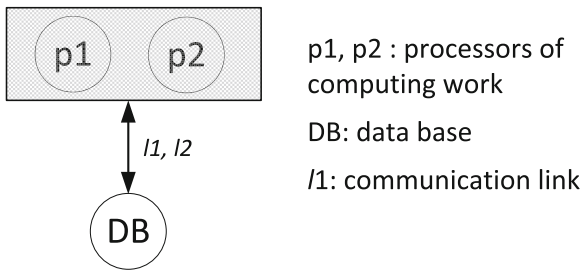 p1 p2
l1, l2
DB
p1, p2 : processors of
computing work
DB: data base
l1: communication link